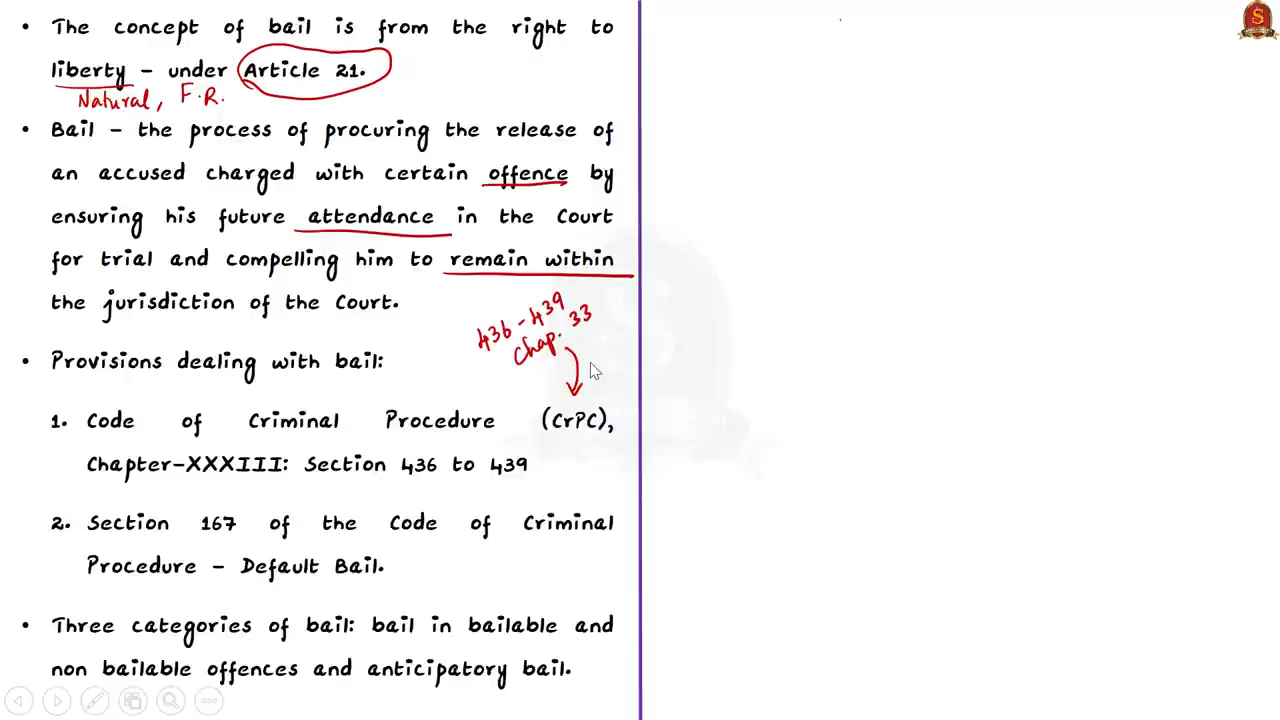 • The concept of bail is from the right to
liberty – under Article 21.
Natural, F.R.
• Bail – the process of procuring the release of
an accused charged with certain offence by
ensuring his future attendance in the Court
for trial and compelling him to remain within
the jurisdiction of the Court.
436 - 439
Chap. 33
• Provisions dealing with bail:
1. Code of Criminal Procedure (CrPC),
Chapter-XXXIII: Section 436 to 439
2. Section 167 of the Code of Criminal
Procedure – Default Bail.
• Three categories of bail: bail in bailable and
non bailable offences and anticipatory bail.